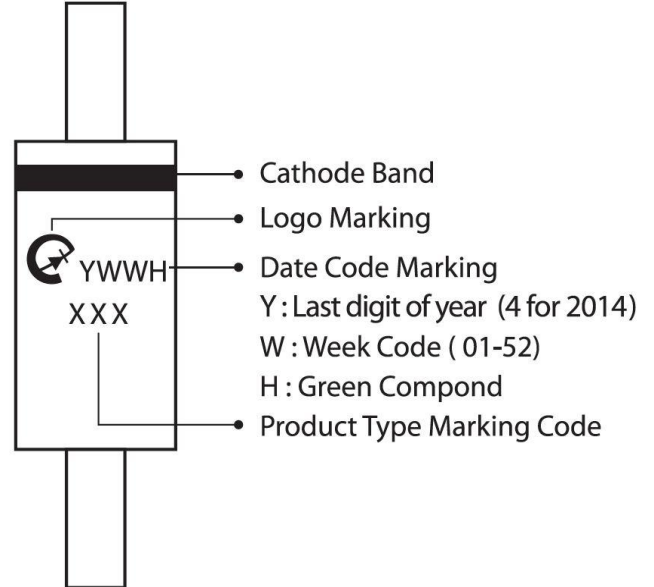 Cathode Band
Logo Marking
YWWH
Date Code Marking
XXX
Y : Last digit of year (4 for 2014)
W : Week Code ( 01-52)
H : Green Compond
Product Type Marking Code